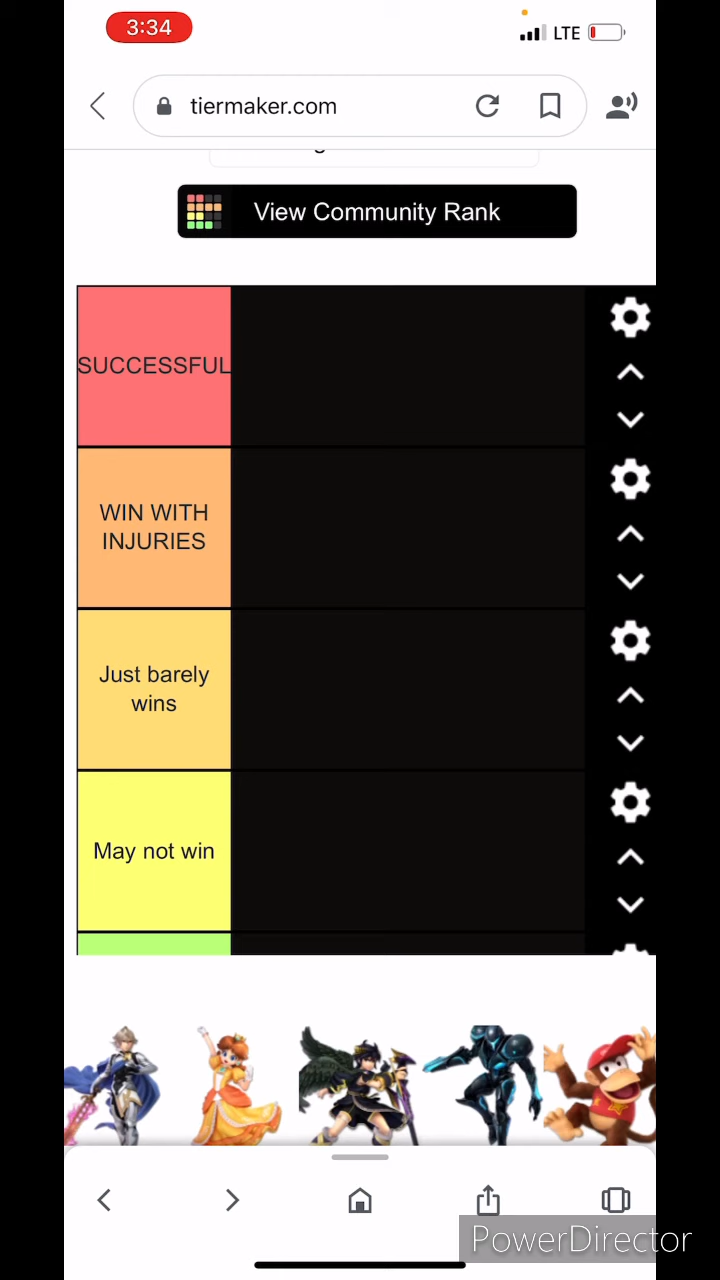 3:34
LTE
tiermaker.com
View Community Rank
SUCCESSFUL
WIN WITH
INJURIES
Just barely
wins
May not win
PowerDirector